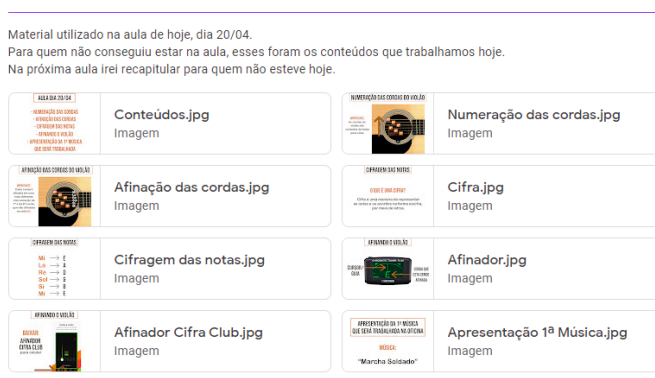 Material utilizado na aula de hoje, dia 20/04.
Para quem não conseguiu estar na aula, esses foram os conteúdos que trabalhamos hoje.
Na próxima aula irei recapitular para quem não esteve hoje.
AULA DIA 20/04
- NUMERAÇÃO DAS CORDAS
- AFINAÇÃO DAS CORDAS
- CIFRAGEM DAS NOTAS
- AFINANDO O VIOLÃO
- APRESENTAÇÃO DA 1ª MÚSICA
QUE SERÁ TRABALHADA
Conteúdos.jpg
Imagem
NUMERAÇÃO DAS CORDAS DO VIOLÃO
Numeração das cordas.jpg
Imagem
AFINAÇÃO DAS CORDAS DO VIOLÃO
Afinação das cordas.jpg
Imagem
CIFRAGEM DAS NOTAS
O QUE É UMA CIFRA?
Cifra.jpg
Imagem
CIFRAGEM DAS NOTAS
Mi → E
La → A
Re → D
Sol → G
Si → B
Mi → E
Cifragem das notas.jpg
Imagem
AFINANDO O VIOLÃO
CURSOR/
GUIA
Afinador.jpg
Imagem
AFINANDO O VIOLÃO
BAIXAR:
AFINADOR
CIFRA CLUB
para celular
Afinador Cifra Club.jpg
Imagem
APRESENTAÇÃO DA 1ª MÚSICA
QUE SERÁ TRABALHADA NA OFICINA
MÚSICA:
"Marcha Soldado"
Apresentação 1ª Música.jpg
Imagem